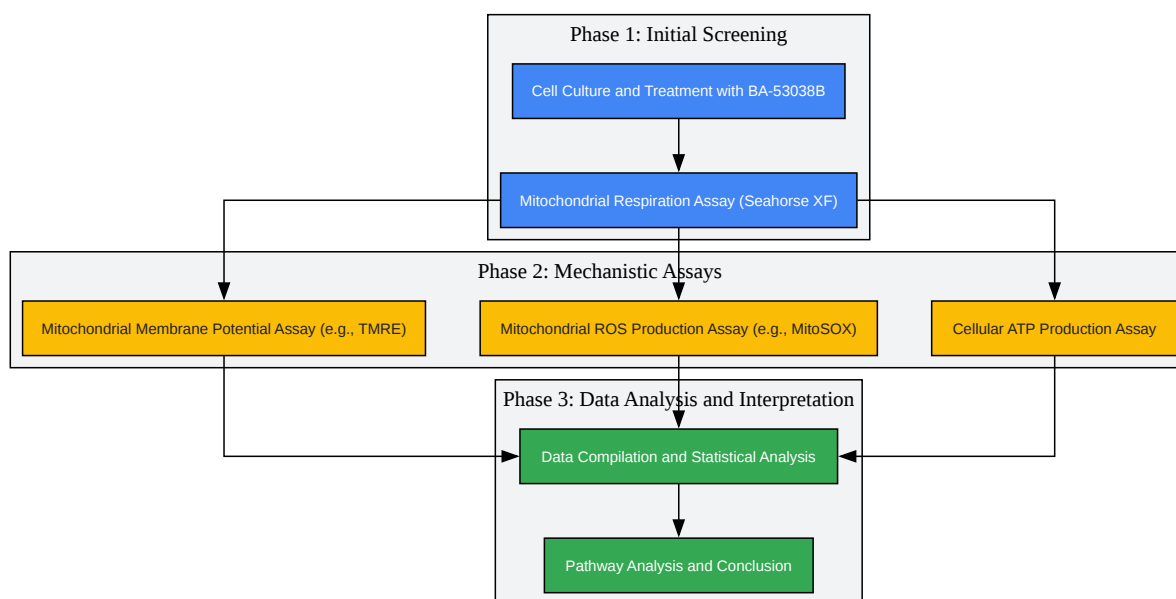 Phase 1: Initial Screening
Cell Culture and Treatment with BA-53038B
Mitochondrial Respiration Assay (Seahorse XF)
Phase 2: Mechanistic Assays
Mitochondrial Membrane Potential Assay (e.g., TMRE)
Mitochondrial ROS Production Assay (e.g., MitoSOX)
Cellular ATP Production Assay
Phase 3: Data Analysis and Interpretation
Data Compilation and Statistical Analysis
Pathway Analysis and Conclusion